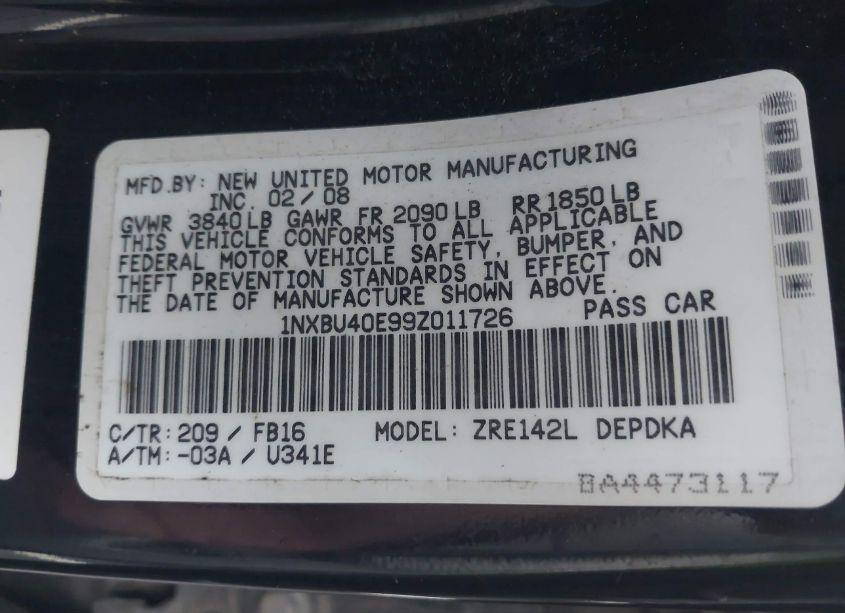 MFD.BY: NEW UNITED MOTOR MANUFACTURING
INC. 02/08
GVWR 3840 LB GAWR FR 2090 LB RR 1850 LB
THIS VEHICLE CONFORMS TO ALL APPLICABLE
FEDERAL MOTOR VEHICLE SAFETY, BUMPER, AND
THEFT PREVENTION STANDARDS IN EFFECT ON
THE DATE OF MANUFACTURE SHOWN ABOVE.
1NXBU40E99Z011726 PASS CAR
C/TR: 209 / FB16 MODEL: ZRE142L DEPDKA
A/TM: -03A / U341E
BA4473117